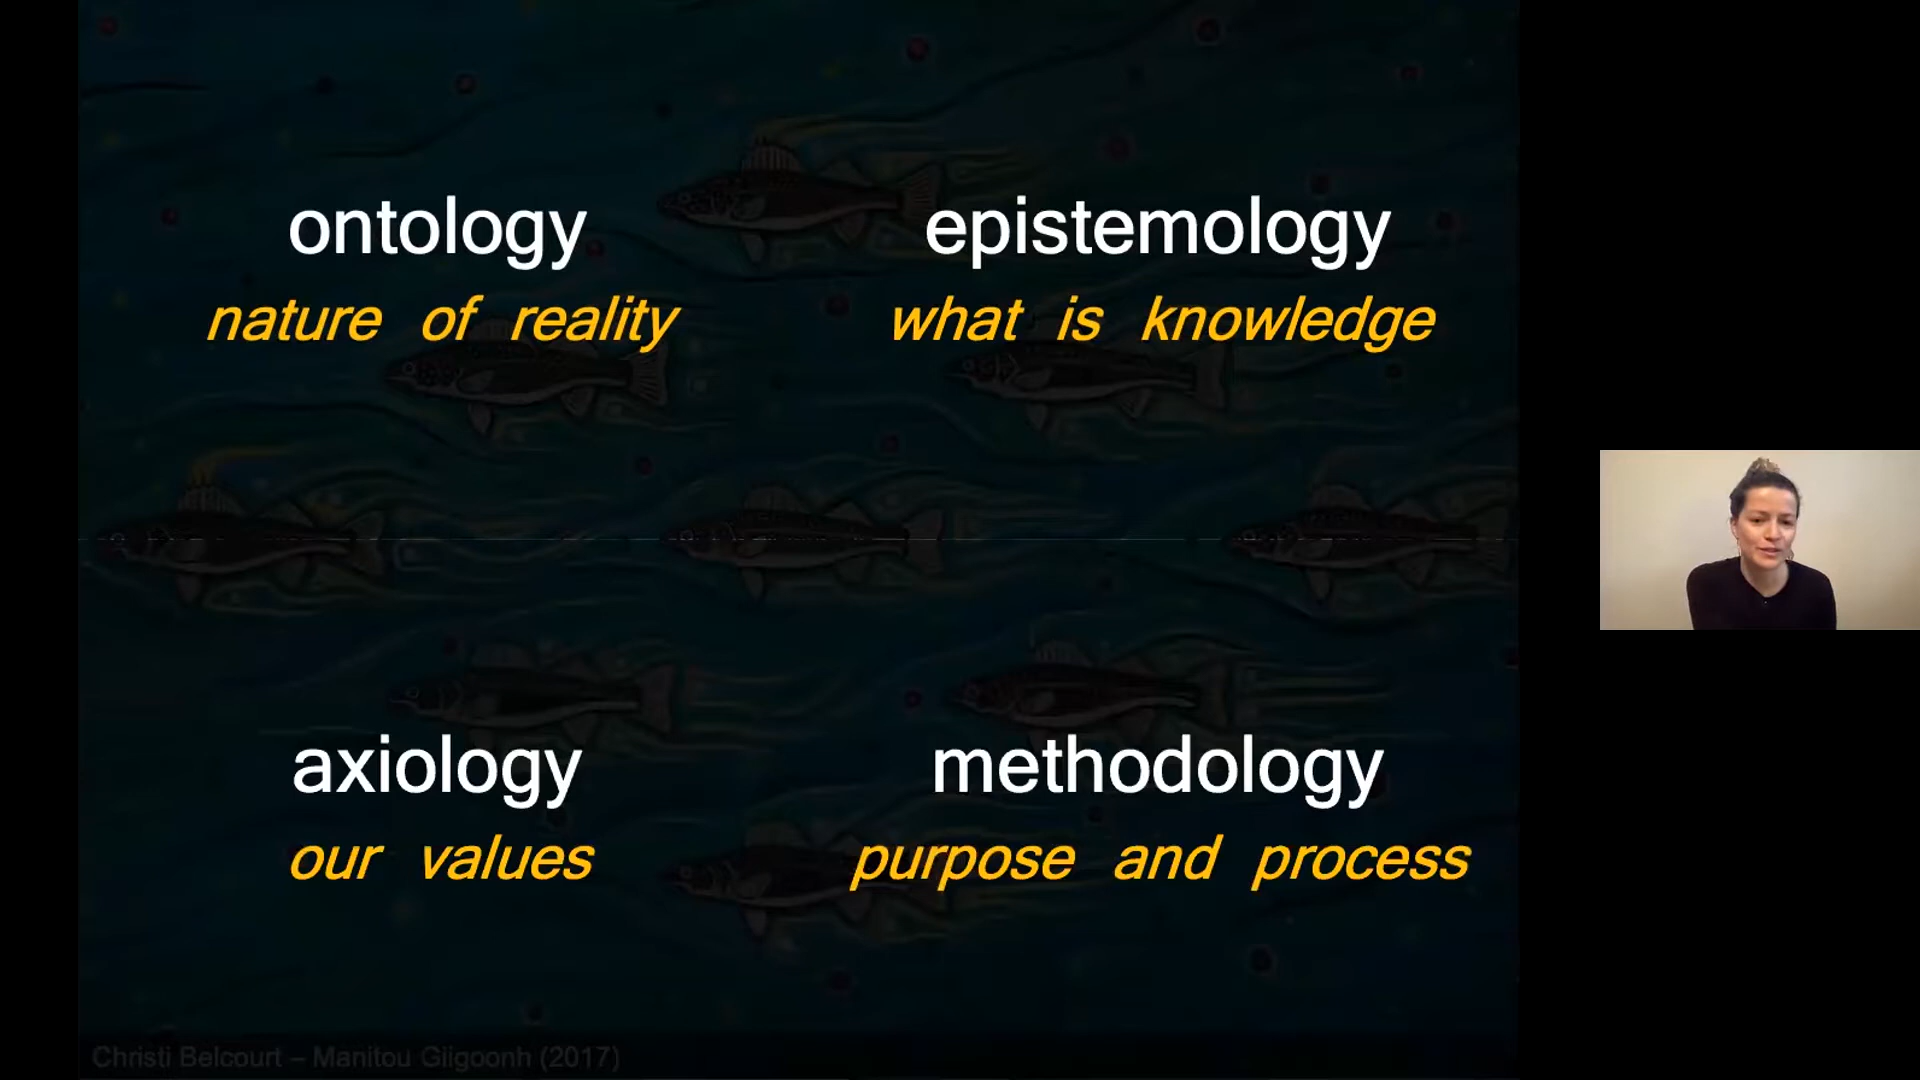 ontology
nature of reality
epistemology
what is knowledge
axiology
our values
methodology
purpose and process
Christi Belcourt – Manitou Giigoonh (2017)